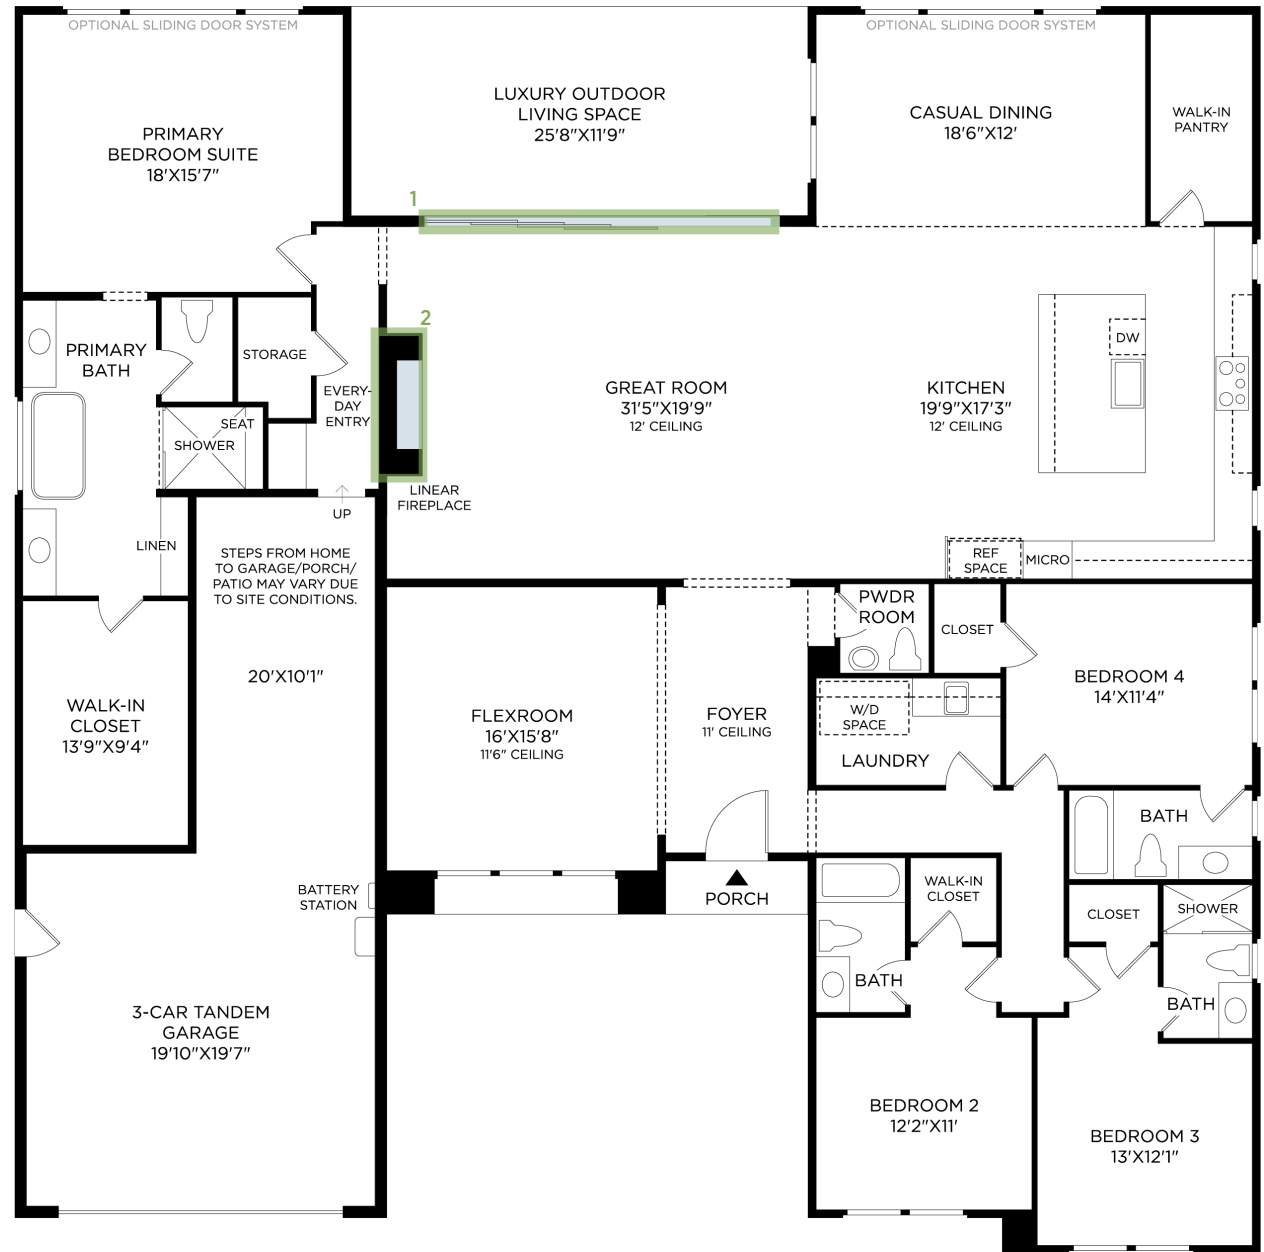 OPTIONAL SLIDING DOOR SYSTEM
OPTIONAL SLIDING DOOR SYSTEM
LUXURY OUTDOOR
LIVING SPACE
25'8"X11'9"
CASUAL DINING
18'6"X12'
WALK-IN
PANTRY
PRIMARY
BEDROOM SUITE
18'X15'7"
1
2
PRIMARY
BATH
STORAGE
EVERY-
DAY
ENTRY
SEAT
SHOWER
GREAT ROOM
31'5"X19'9"
12' CEILING
KITCHEN
19'9"X17'3"
12' CEILING
DW
LINEAR
FIREPLACE
UP
LINEN
STEPS FROM HOME
TO GARAGE/PORCH/
PATIO MAY VARY DUE
TO SITE CONDITIONS.
REF
SPACE
MICRO
PWDR
ROOM
CLOSET
BEDROOM 4
14'X11'4"
20'X10'1"
WALK-IN
CLOSET
13'9"X9'4"
FLEXROOM
16'X15'8"
11'6" CEILING
FOYER
11' CEILING
W/D
SPACE
LAUNDRY
BATH
BATTERY
STATION
PORCH
WALK-IN
CLOSET
CLOSET
SHOWER
BATH
BATH
3-CAR TANDEM
GARAGE
19'10"X19'7"
BEDROOM 2
12'2"X11'
BEDROOM 3
13'X12'1"